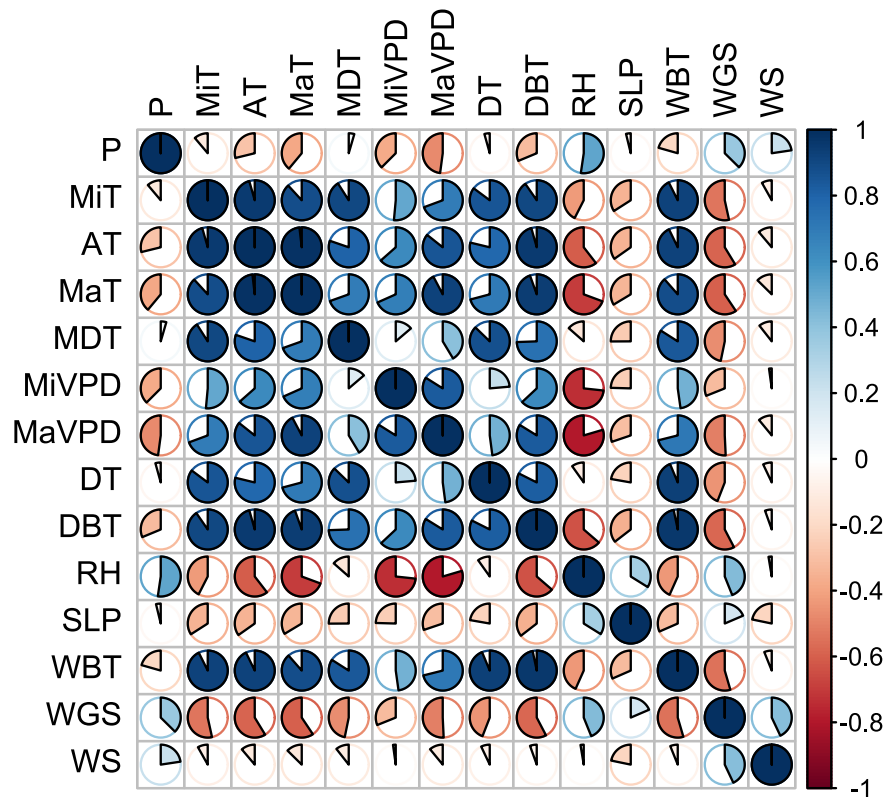 P MiT AT MaT MDT MiVPD MaVPD DT DBT RH SLP WBT WGS WS
P
MiT
AT
MaT
MDT
MiVPD
MaVPD
DT
DBT
RH
SLP
WBT
WGS
WS
1
0.8
0.6
0.4
0.2
0
-0.2
-0.4
-0.6
-0.8
-1